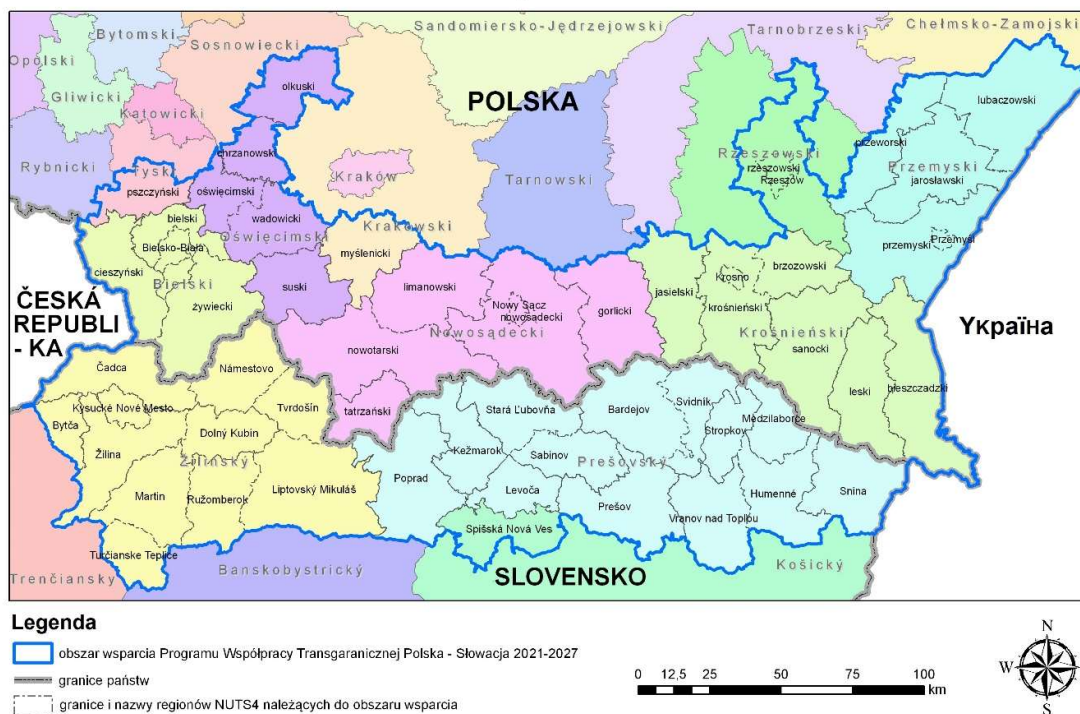 Sandomiersko-Jędrzejowski
Chełmsko-Zamojski
Bytomski
Sosnowiecki
Tarnobrzeski
Opolski
olkuski
POLSKA
lubaczowski
Gliwicki
Katowicki
chrzanowski
przeworski
Rybnicki
Tyski
Kraków
Rzeszowski
Przemyski
pszczyński
oświęcimski
Tarnowski
rzeszowski
Rzeszów
jarosławski
bielski
wadowicki
Krakowski
Oświęcimski
Bielsko-Biała
myślenicki
przemyski
Przemyśl
cieszyński
Bielski
brzozowski
Krosno
suski
limanowski
jasielski
żywiecki
Nowy Sącz
nowosądecki
gorlicki
krośnieński
Krośnieński
ČESKÁ
REPUBLI
- KA
Україна
Nowosądecki
sanocki
nowotarski
leski
bieszczadzki
Čadca
Námestovo
tatrzański
Tvrdošín
Stará Ľubovňa
Bardejov
Svidník
Medzilaborce
Kysucké Nové Mesto
Stropkov
Bytča
Dolný Kubín
Žilina
Žilinský
Kežmarok
Sabinov
Prešovský
Poprad
Martin
Ružomberok
Liptovský Mikuláš
Levoča
Prešov
Humenné
Snina
Vranov nad Topľou
Spišská Nová Ves
Turčianske Teplice
Trenčiansky
Banskobystrický
SLOVENSKO
Košický
Legenda
obszar wsparcia Programu Współpracy Transgranicznej Polska - Słowacja 2021-2027
granice państw
granice i nazwy regionów NUTS4 należących do obszaru wsparcia
0 12,5 25 50 75 100
km
N
W
E
S